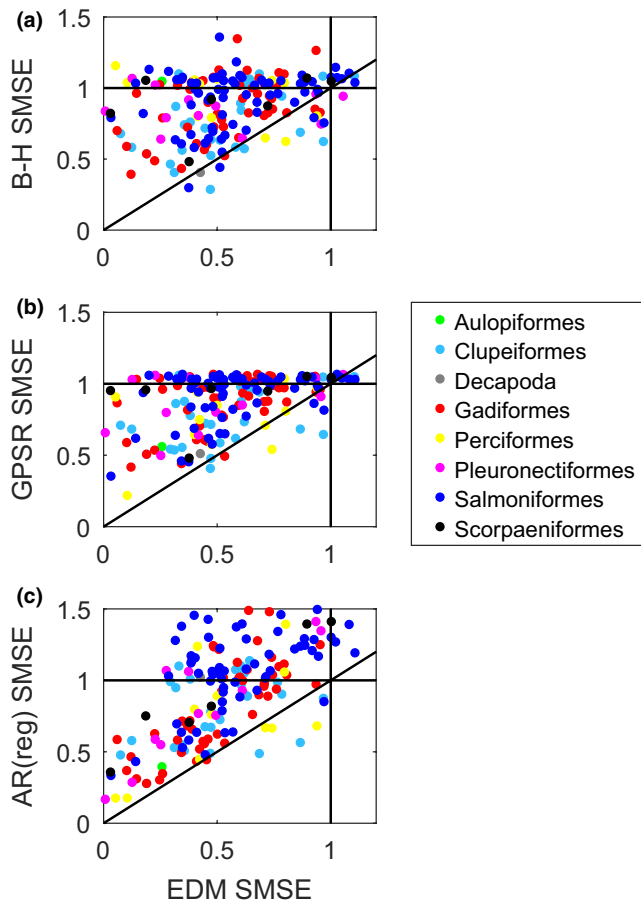 (a)
1.5
1
0.5
0
B-H SMSE
0 0.5 1
(b)
1.5
1
0.5
0
GPSR SMSE
0 0.5 1
Aulopiformes
Clupeiformes
Decapoda
Gadiformes
Perciformes
Pleuronectiformes
Salmoniformes
Scorpaeniformes
(c)
1.5
1
0.5
0
AR(reg) SMSE
0 0.5 1
EDM SMSE